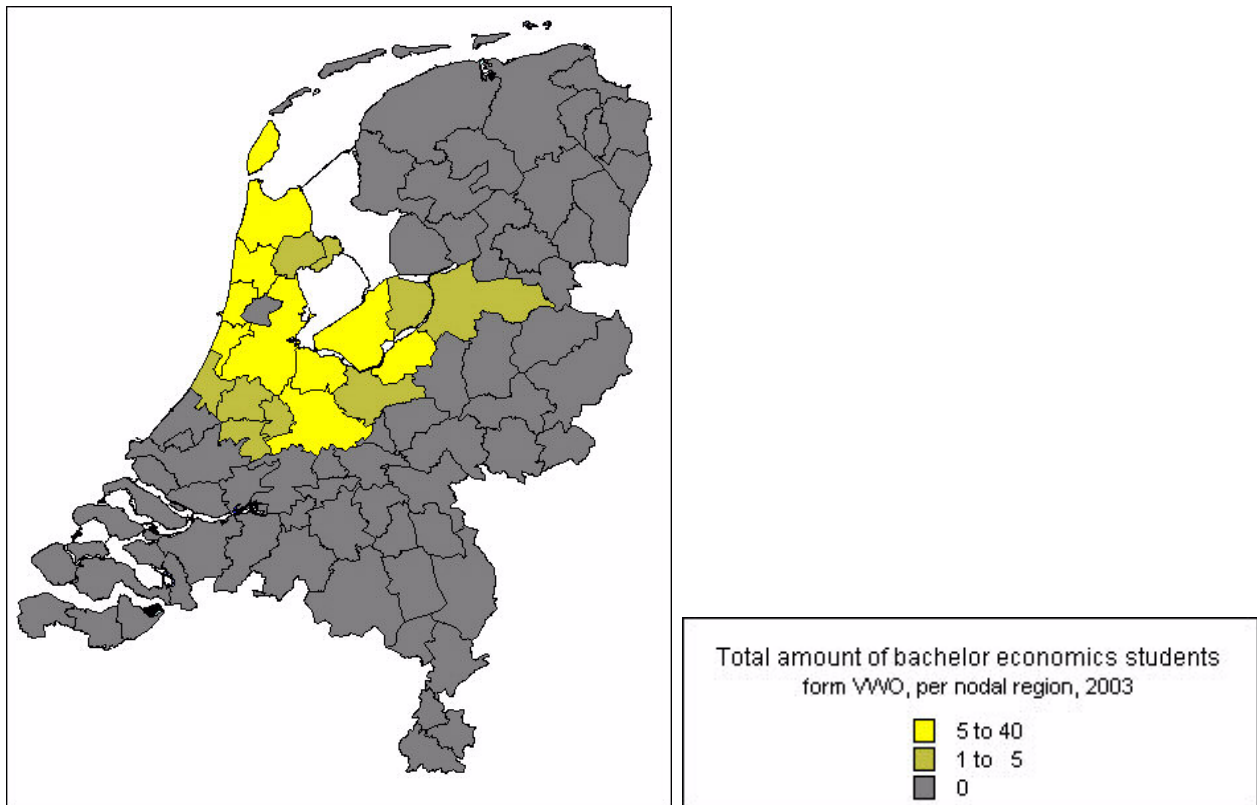 Total amount of bachelor economics students
form VWO, per nodal region, 2003
5 to 40
1 to 5
0